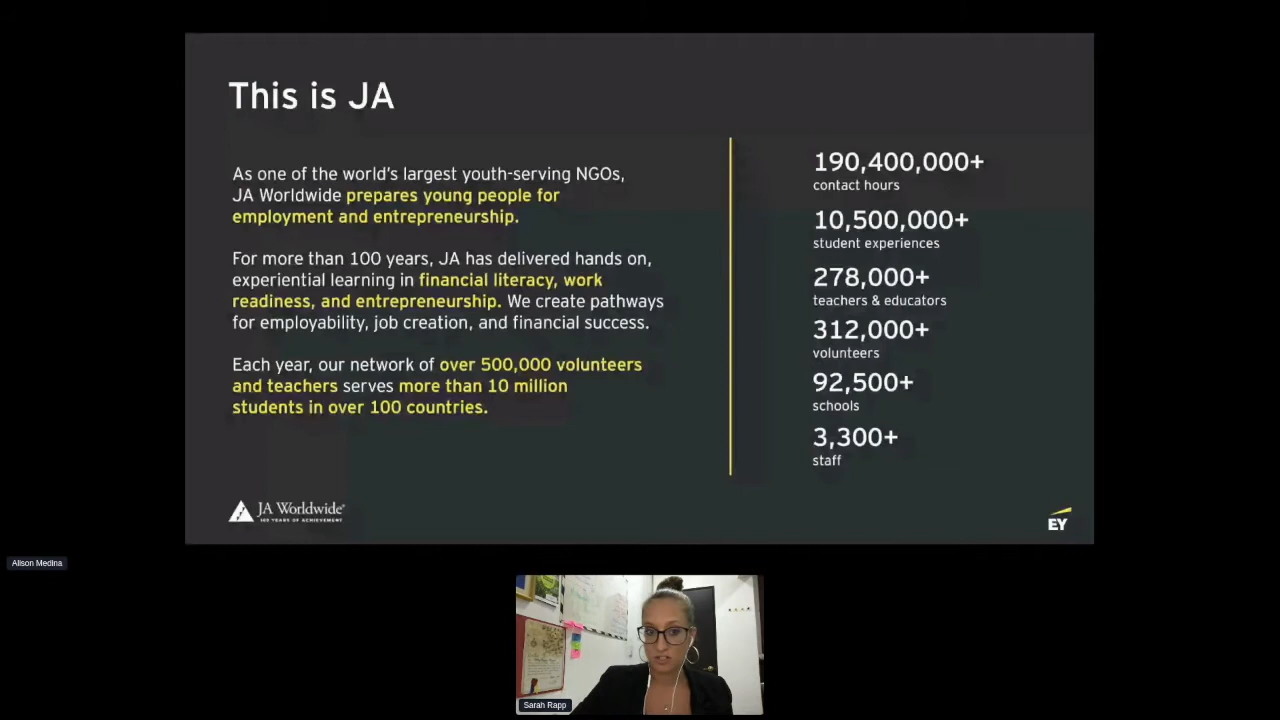 This is JA
As one of the world's largest youth-serving NGOs,
JA Worldwide prepares young people for
employment and entrepreneurship.
For more than 100 years, JA has delivered hands on,
experiential learning in financial literacy, work
readiness, and entrepreneurship. We create pathways
for employability, job creation, and financial success.
Each year, our network of over 500,000 volunteers
and teachers serves more than 10 million
students in over 100 countries.
190,400,000+
contact hours
10,500,000+
student experiences
278,000+
teachers & educators
312,000+
volunteers
92,500+
schools
3,300+
staff
JA Worldwide®
100 YEARS OF ACHIEVEMENT
EY
Alison Medina
Sarah Rapp